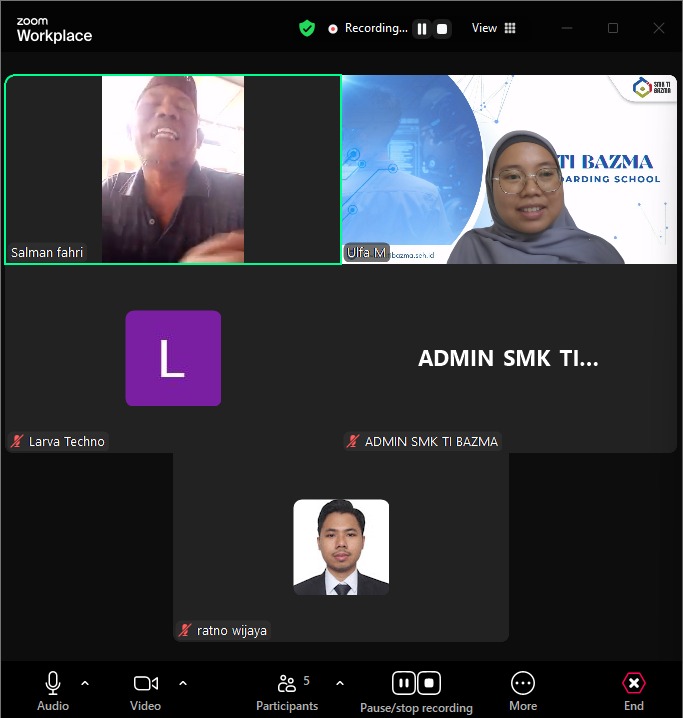 zoom
Workplace
Recording...
View
Salman fahri
SMK TI
BAZMA
TI BAZMA
OARDING SCHOOL
Ulfa M
bazma.sch.id
L
Larva Techno
ADMIN SMK TI...
ADMIN SMK TI BAZMA
ratno wijaya
Audio
Video
Participants
5
Pause/stop recording
More
End